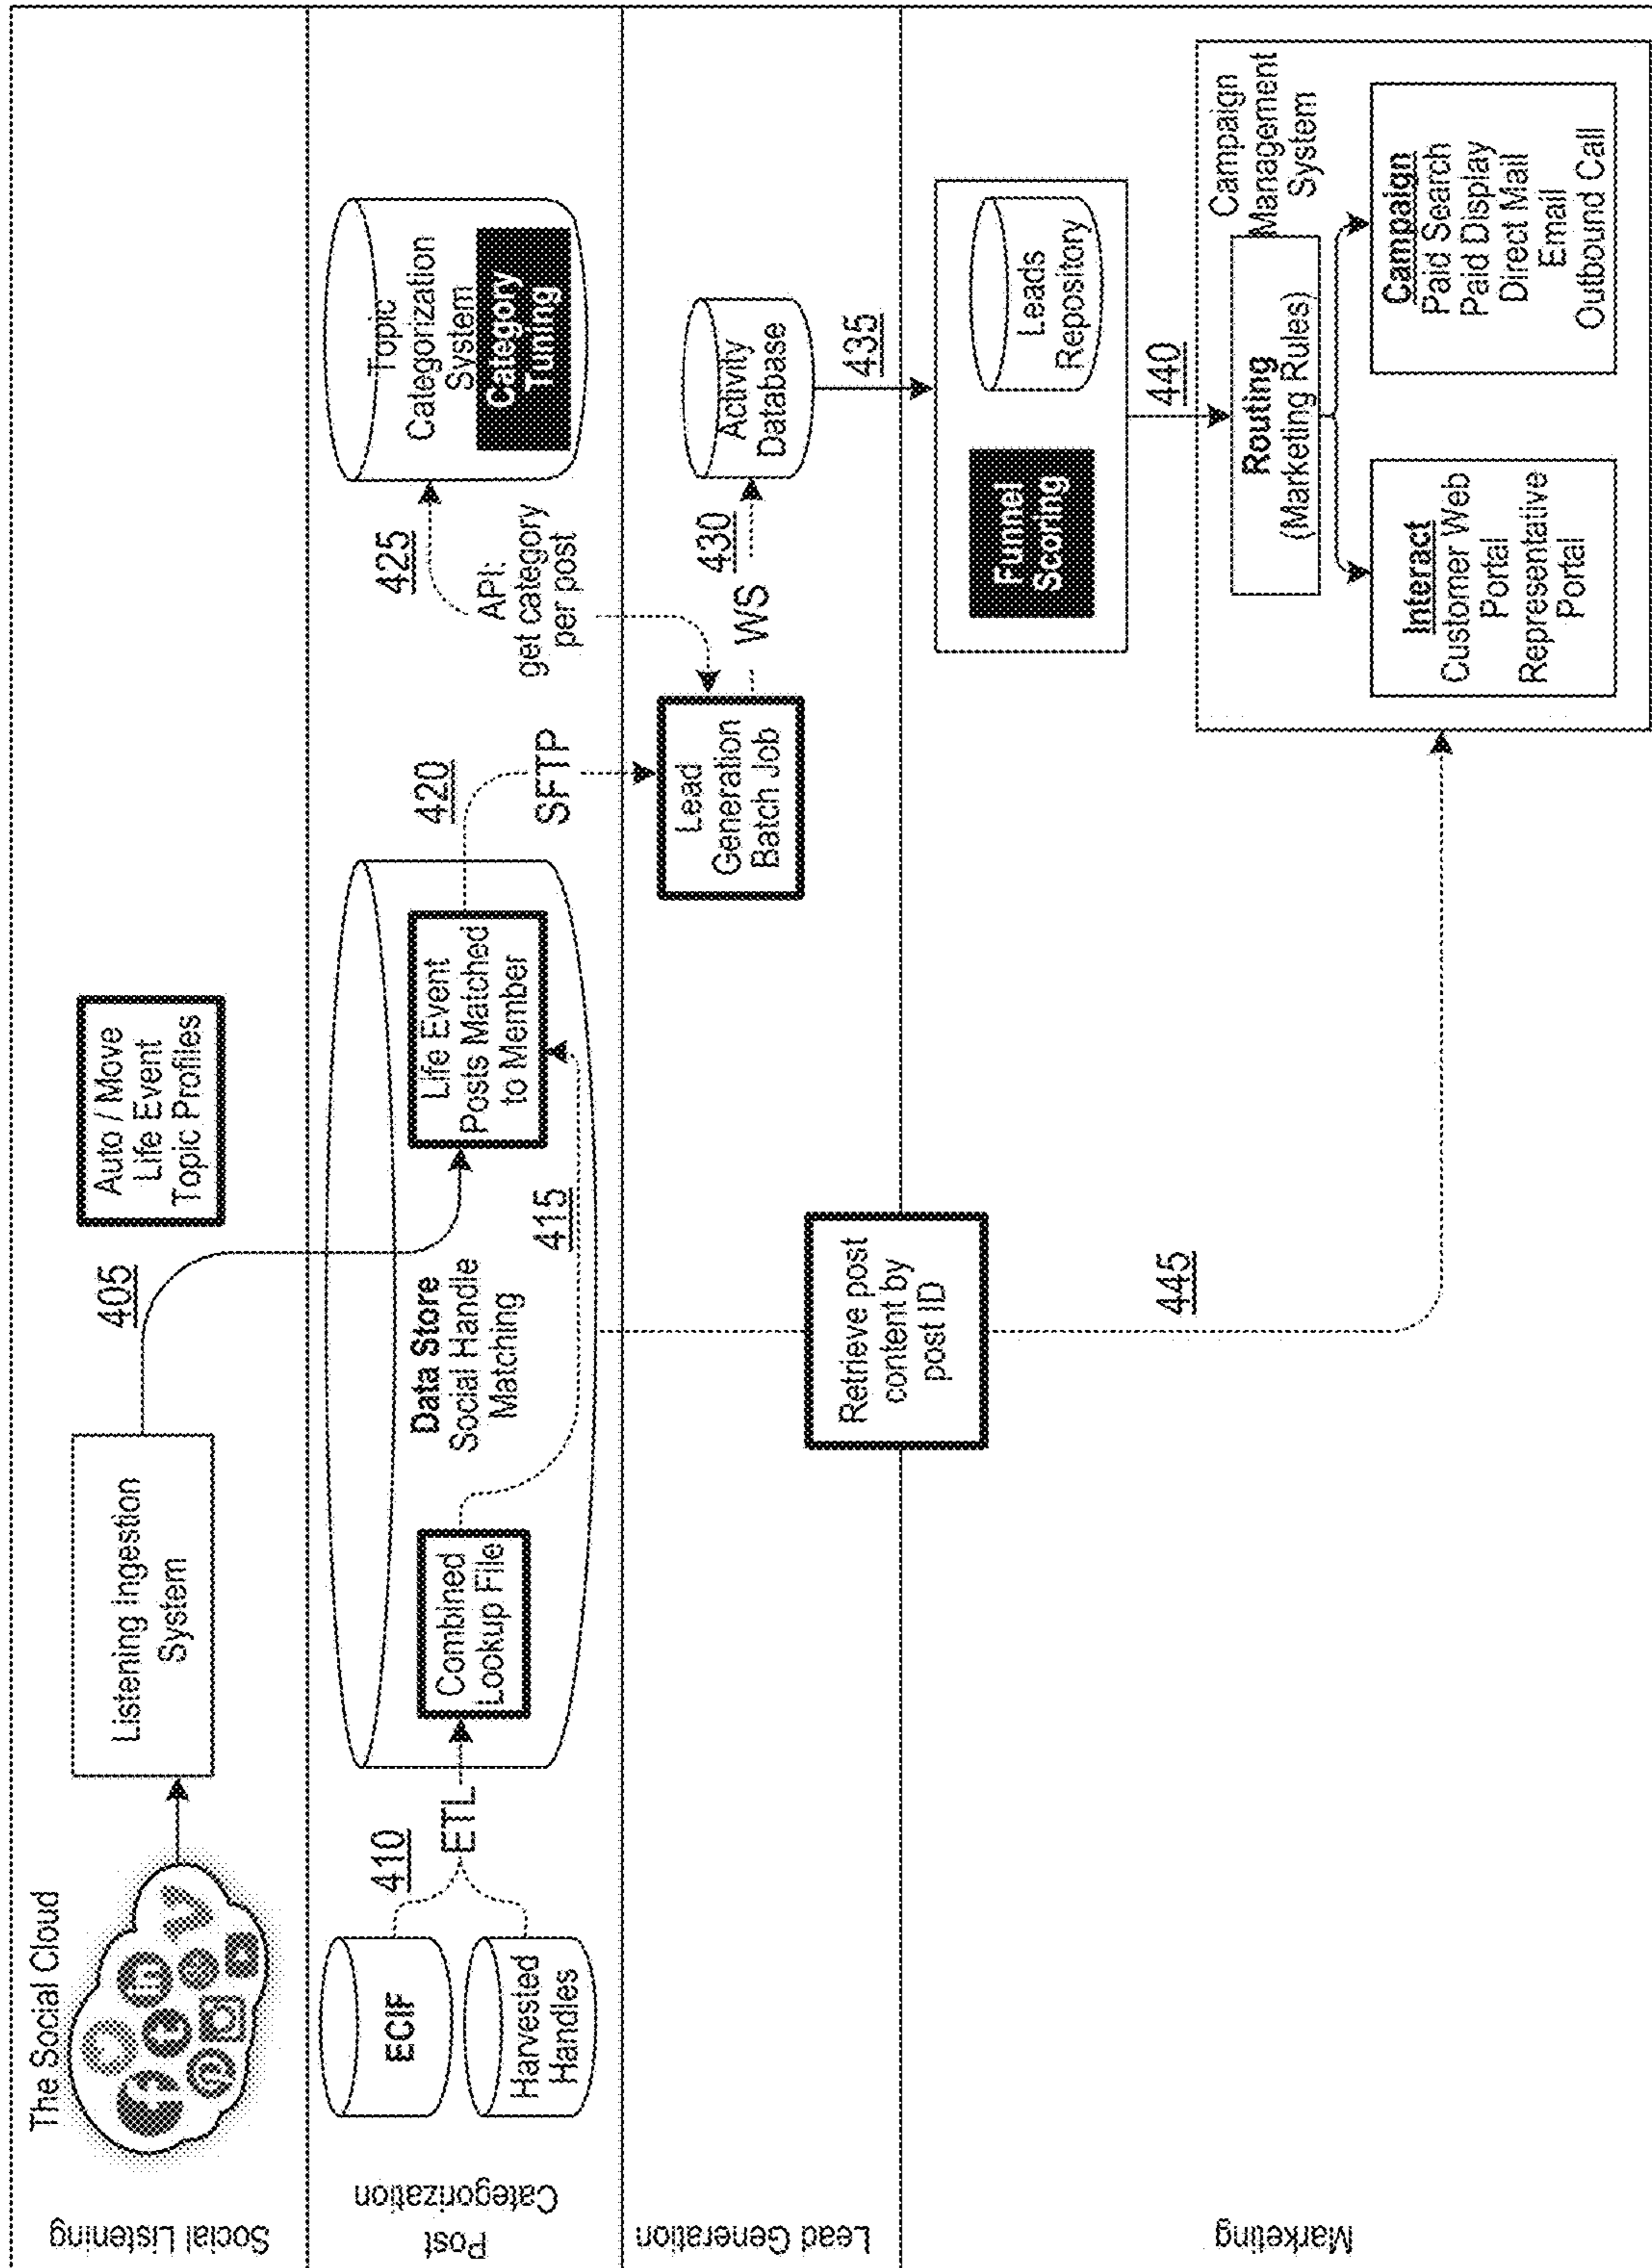 Social Listening
The Social Cloud
f
t
in
Listening Ingestion
System
405
Auto / Move
Life Event
Topic Profiles
Post
Categorization
ECIF
Harvested
Handles
410
ETL
Combined
Lookup File
Data Store
Social Handle
Matching
415
Life Event
Posts Matched
to Member
420
SFTP
425
API:
get category
per post
Topic
Categorization
System
Category
Tuning
Lead Generation
Lead
Generation
Batch Job
WS
430
Activity
Database
435
Retrieve post
content by
post ID
445
Marketing
Funnel
Scoring
Leads
Repository
440
Campaign
Management
System
Routing
(Marketing Rules)
Interact
Customer Web
Portal
Representative
Portal
Campaign
Paid Search
Paid Display
Direct Mail
Email
Outbound Call